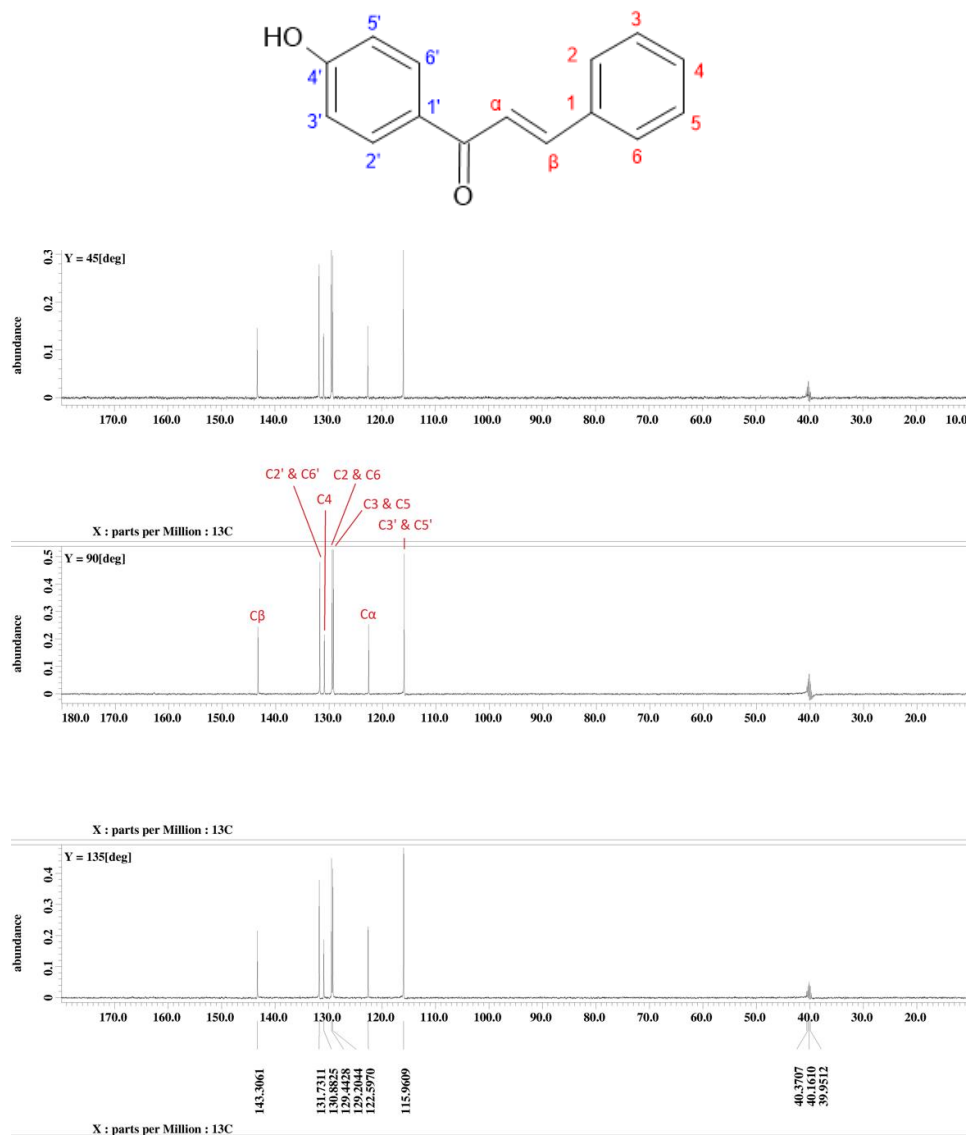 5' 3
HO
6' 2
4' 4
1' α 1
3' 5
2' β 6
O
Y = 45[deg]
abundance
0 0.1 0.2 0.3
170.0 160.0 150.0 140.0 130.0 120.0 110.0 100.0 90.0 80.0 70.0 60.0 50.0 40.0 30.0 20.0 10.0
C2' & C6' C2 & C6
C4
C3 & C5
C3' & C5'
X : parts per Million : 13C
Y = 90[deg]
abundance
0 0.1 0.2 0.3 0.4 0.5
Cβ Cα
180.0 170.0 160.0 150.0 140.0 130.0 120.0 110.0 100.0 90.0 80.0 70.0 60.0 50.0 40.0 30.0 20.0
X : parts per Million : 13C
Y = 135[deg]
abundance
0 0.1 0.2 0.3 0.4
170.0 160.0 150.0 140.0 130.0 120.0 110.0 100.0 90.0 80.0 70.0 60.0 50.0 40.0 30.0 20.0
143.3061
131.7311
130.8825
129.4428
129.2044
122.5970
115.9609
40.3707
40.1610
39.9512
X : parts per Million : 13C